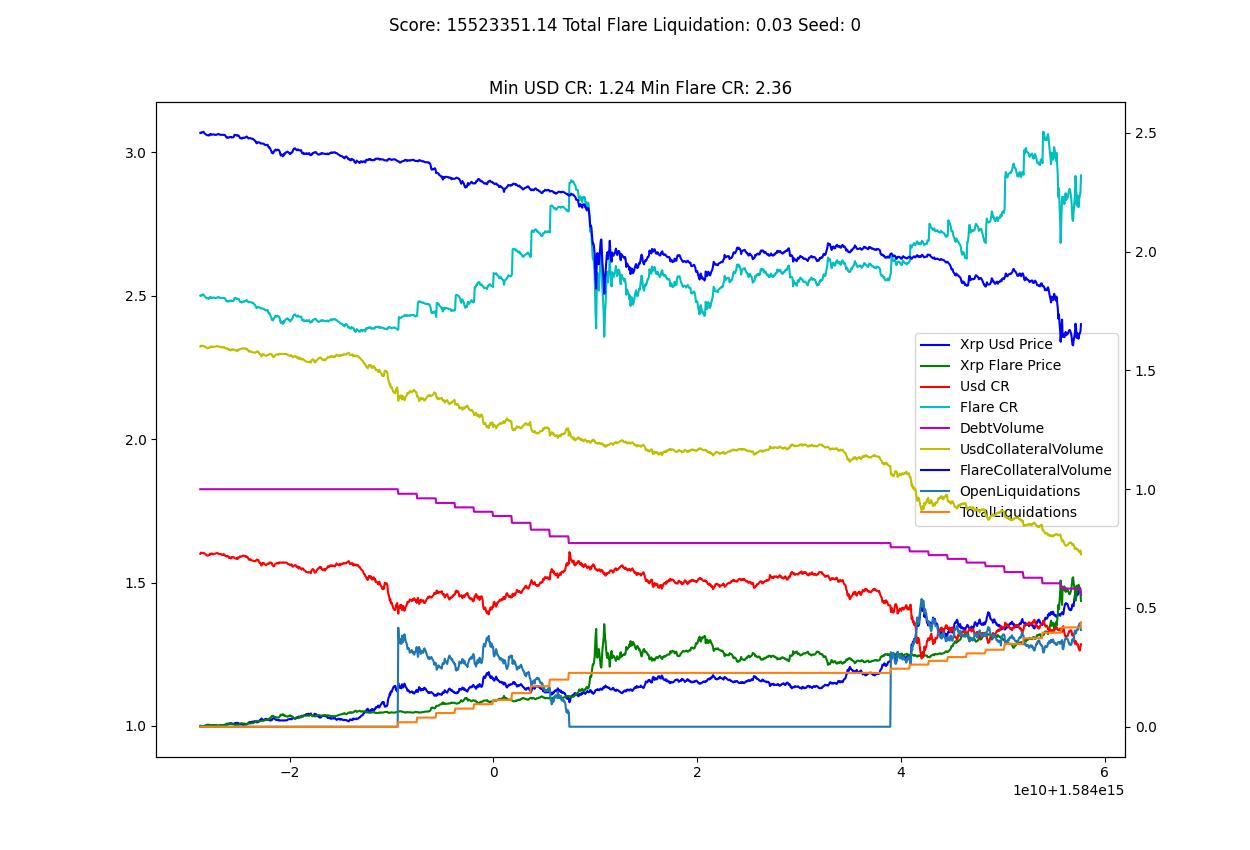 Score: 15523351.14 Total Flare Liquidation: 0.03 Seed: 0
Min USD CR: 1.24 Min Flare CR: 2.36
3.0
2.5
2.0
1.5
1.0
2.5
2.0
1.5
1.0
0.5
0.0
Xrp Usd Price
Xrp Flare Price
Usd CR
Flare CR
DebtVolume
UsdCollateralVolume
FlareCollateralVolume
OpenLiquidations
TotalLiquidations
−2 0 2 4 6
1e10+1.584e15